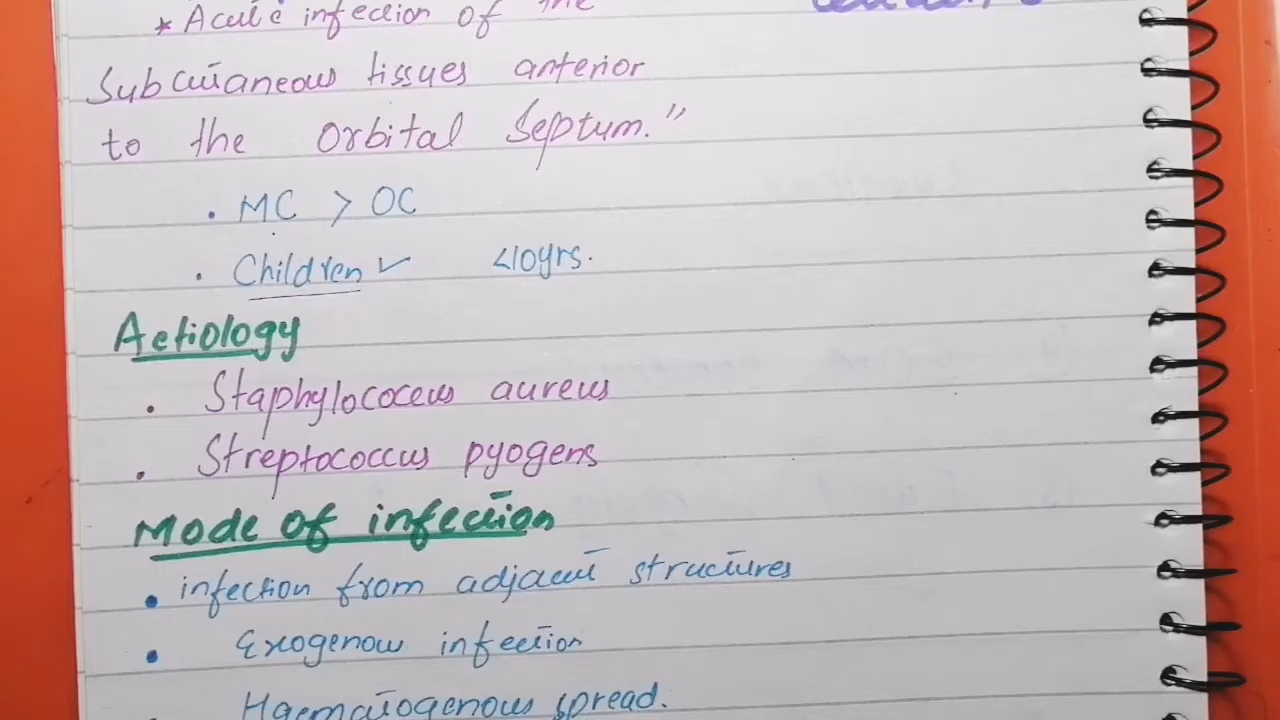 * Acute infection of the
Subcutaneous tissues anterior
to the Orbital Septum."
. MC > OC
. Children ✓ <10yrs.
Aetiology
. Staphylococcus aureus
. Streptococcus pyogens
Mode of infection
• infection from adjacent structures
• Exogenous infection
. Haematogenous spread.